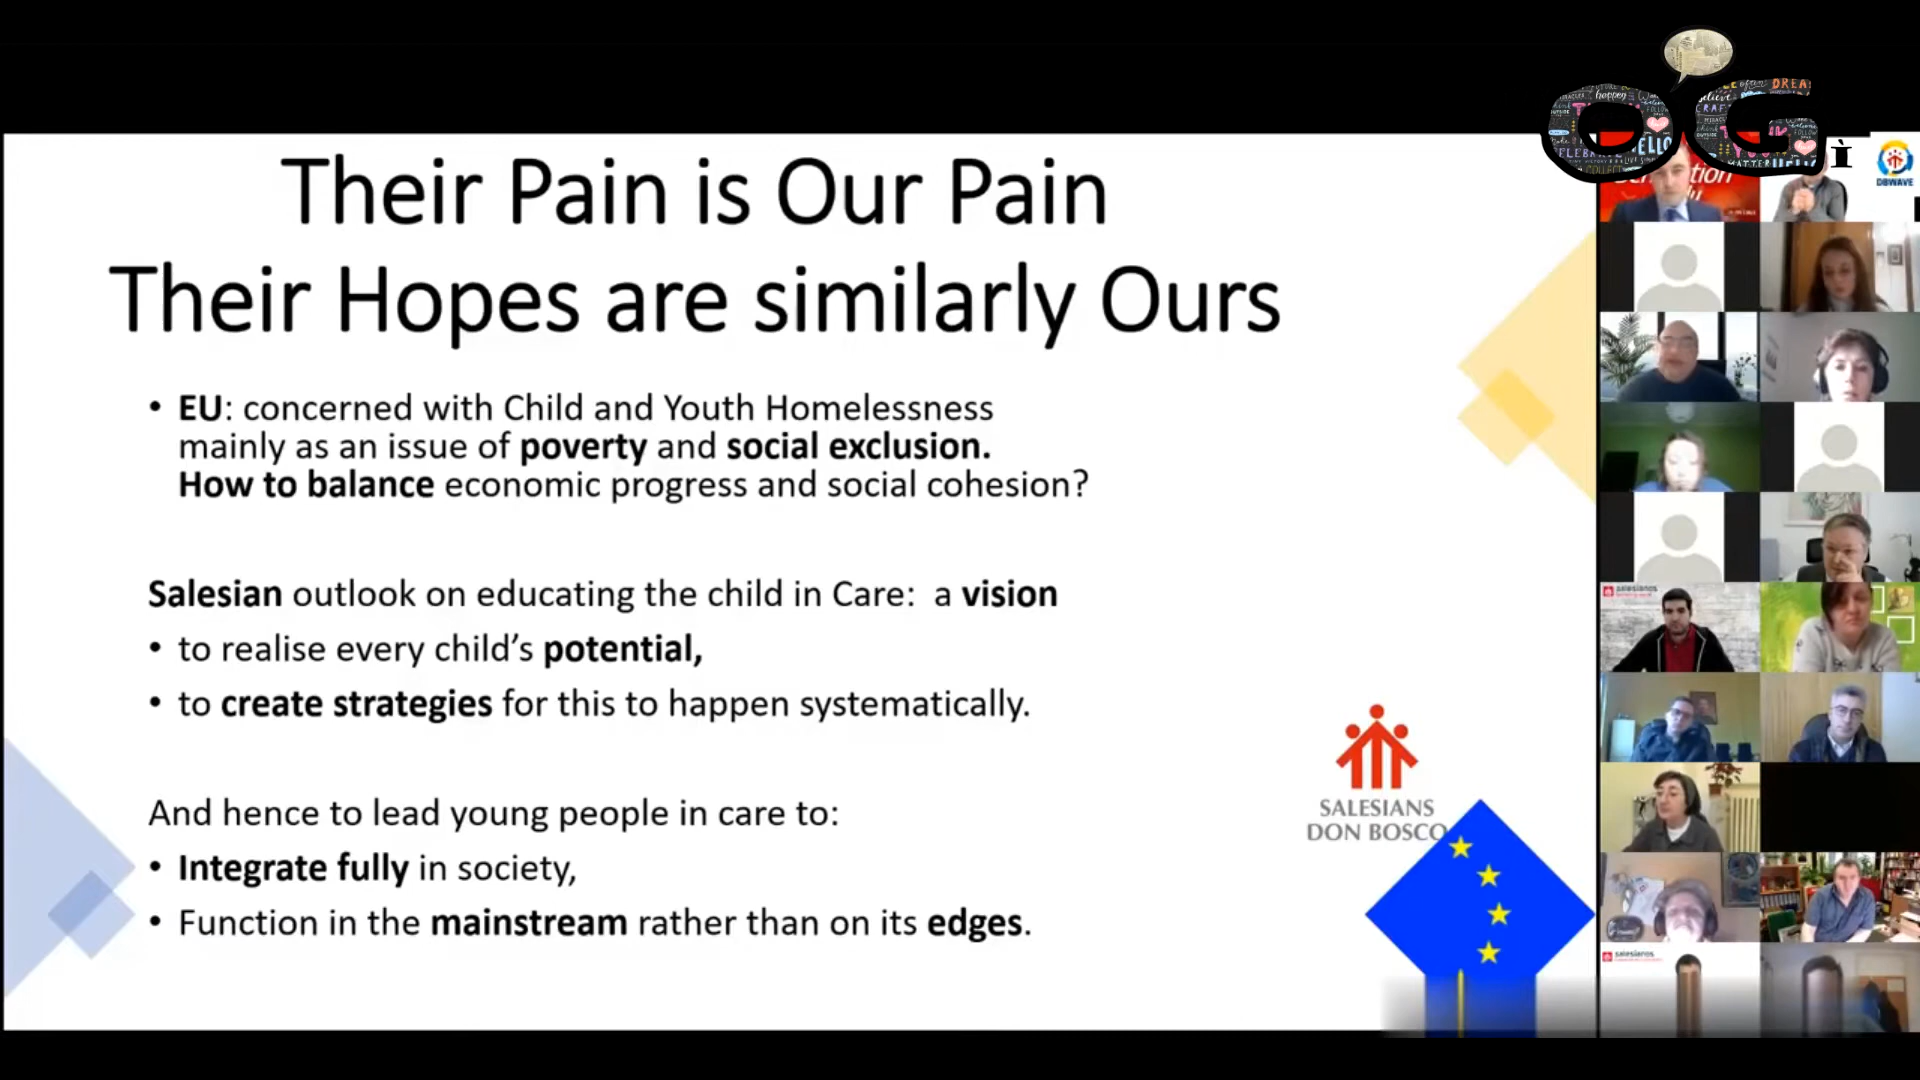 Their Pain is Our Pain
Their Hopes are similarly Ours
• EU: concerned with Child and Youth Homelessness
mainly as an issue of poverty and social exclusion.
How to balance economic progress and social cohesion?
Salesian outlook on educating the child in Care: a vision
• to realise every child’s potential,
• to create strategies for this to happen systematically.
And hence to lead young people in care to:
• Integrate fully in society,
• Function in the mainstream rather than on its edges.
SALESIANS
DON BOSCO
OGì
DBWAVE
salesianos
salesianos